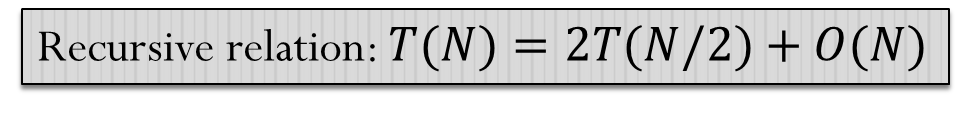 Recursive relation: T(N) = 2T(N/2) + O(N)